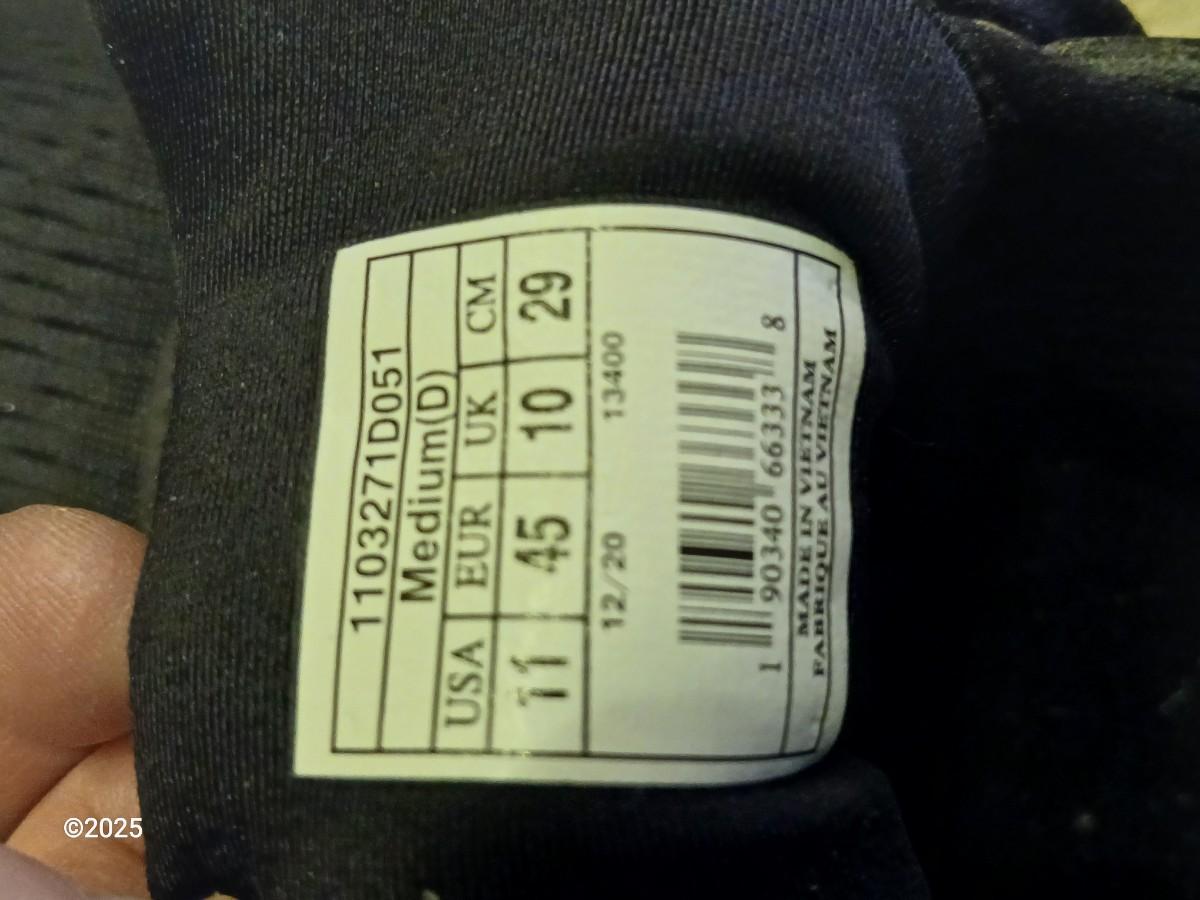 1103271D051
Medium(D)
USA EUR UK CM
11 45 10 29
12/20 13400
1 90340 66333 8
MADE IN VIETNAM
FABRIQUE AU VIETNAM
©2025